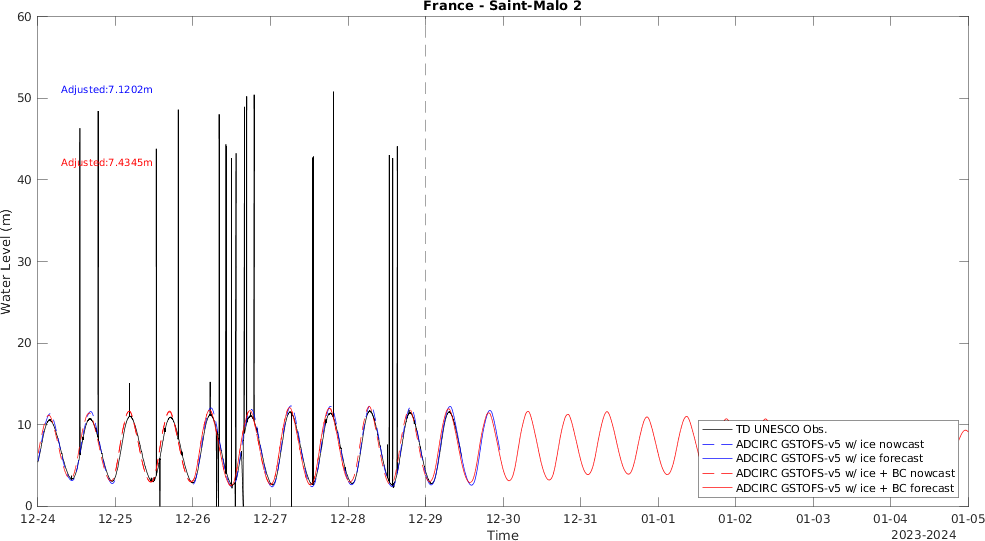 France - Saint-Malo 2
60
50
40
30
20
10
0
Water Level (m)
Adjusted:7.1202m
Adjusted:7.4345m
TD UNESCO Obs.
ADCIRC GSTOFS-v5 w/ ice nowcast
ADCIRC GSTOFS-v5 w/ ice forecast
ADCIRC GSTOFS-v5 w/ ice + BC nowcast
ADCIRC GSTOFS-v5 w/ ice + BC forecast
12-24 12-25 12-26 12-27 12-28 12-29 12-30 12-31 01-01 01-02 01-03 01-04 01-05
Time
2023-2024